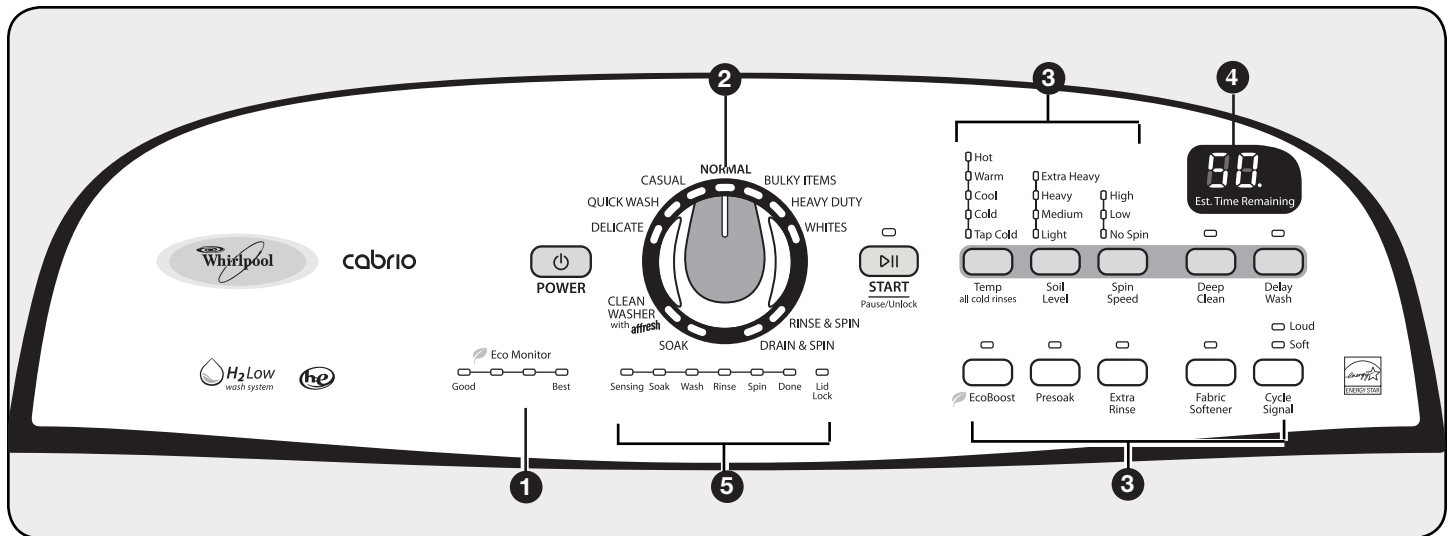 2
3
4
NORMAL
CASUAL
BULKY ITEMS
QUICK WASH
HEAVY DUTY
DELICATE
WHITES
CLEAN
WASHER
with affresh
RINSE & SPIN
SOAK
DRAIN & SPIN
Whirlpool
cabrio
POWER
START
Pause/Unlock
Hot
Warm
Cool
Cold
Tap Cold
Extra Heavy
Heavy
Medium
Light
High
Low
No Spin
50.
Est. Time Remaining
Temp
all cold rinses
Soil
Level
Spin
Speed
Deep
Clean
Delay
Wash
Loud
Soft
H2Low
wash system
he
Eco Monitor
Good
Best
Sensing
Soak
Wash
Rinse
Spin
Done
Lid
Lock
EcoBoost
Presoak
Extra
Rinse
Fabric
Softener
Cycle
Signal
energy
ENERGY STAR
1
5
3